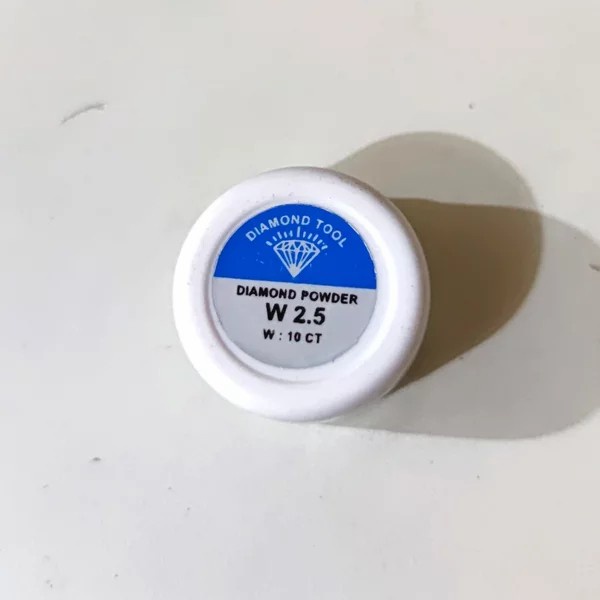 DIAMOND TOOL
DIAMOND POWDER
W 2.5
W : 10 CT